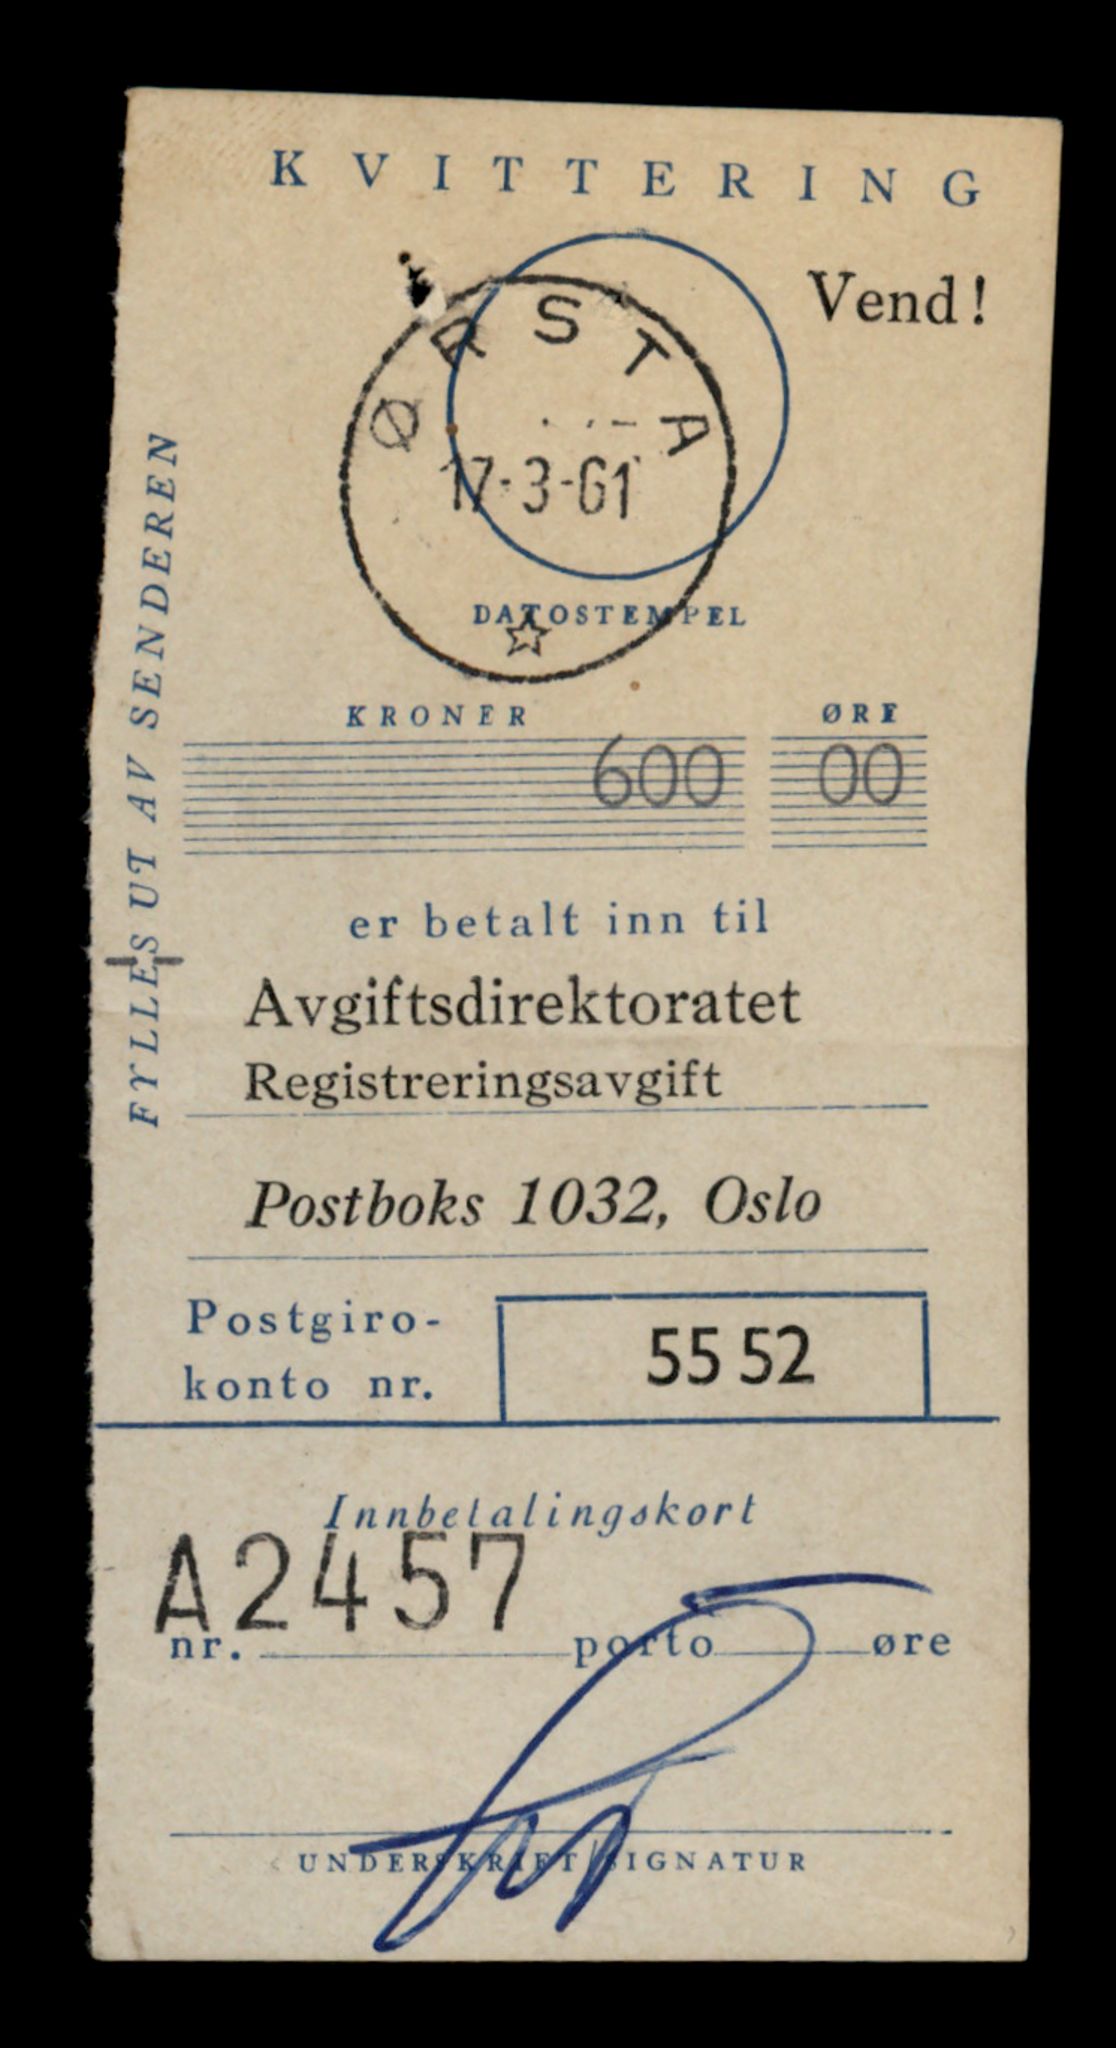 KVITTERING
Vend!
ØRSTA
17-3-61
DATOSTEMPEL
FYLLES UT AV SENDEREN
KRONER ØRE
600 00
er betalt inn til
Avgiftsdirektoratet
Registreringsavgift
Postboks 1032, Oslo
Postgiro-
konto nr.
55 52
Innbetalingskort
A2457
nr. porto øre
UNDERSKRIFT/SIGNATUR